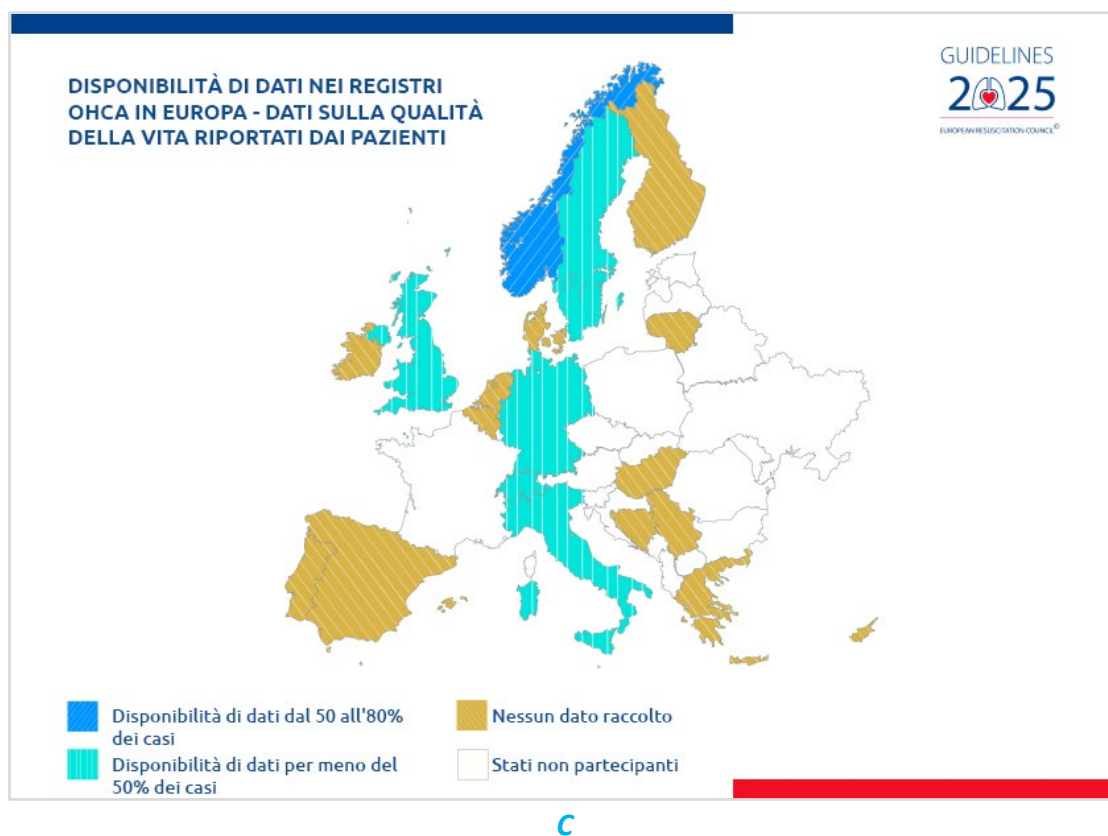 DISPONIBILITÀ DI DATI NEI REGISTRI
OHCA IN EUROPA - DATI SULLA QUALITÀ
DELLA VITA RIPORTATI DAI PAZIENTI
GUIDELINES
2025
EUROPEAN RESUSCITATION COUNCIL©
Disponibilità di dati dal 50 all'80%
dei casi
Disponibilità di dati per meno del
50% dei casi
Nessun dato raccolto
Stati non partecipanti
C